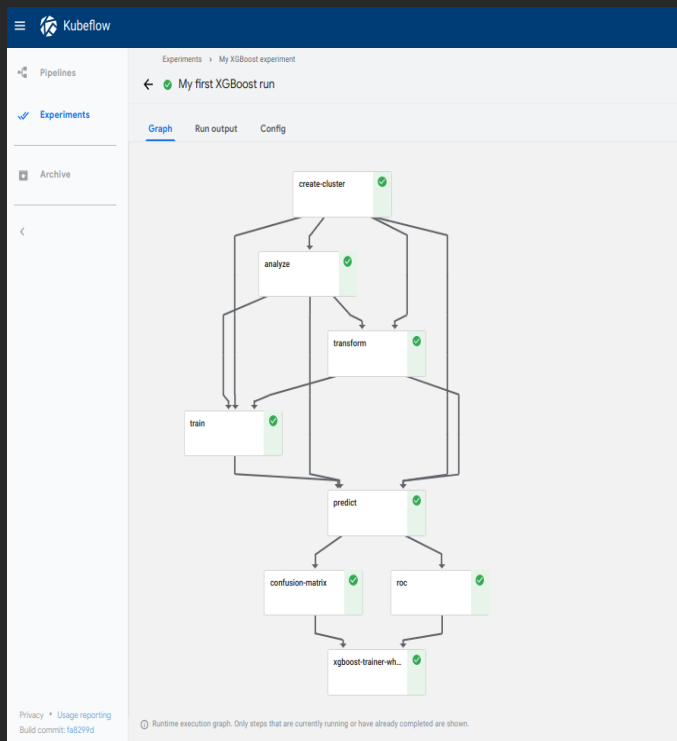 Kubeflow
Experiments › My XGBoost experiment
Pipelines
My first XGBoost run
Experiments
Graph Run output Config
Archive
create-cluster
analyze
transform
train
predict
confusion-matrix roc
xgboost-trainer-wh...
Privacy • Usage reporting
Build commit: fa8299d
Runtime execution graph. Only steps that are currently running or have already completed are shown.